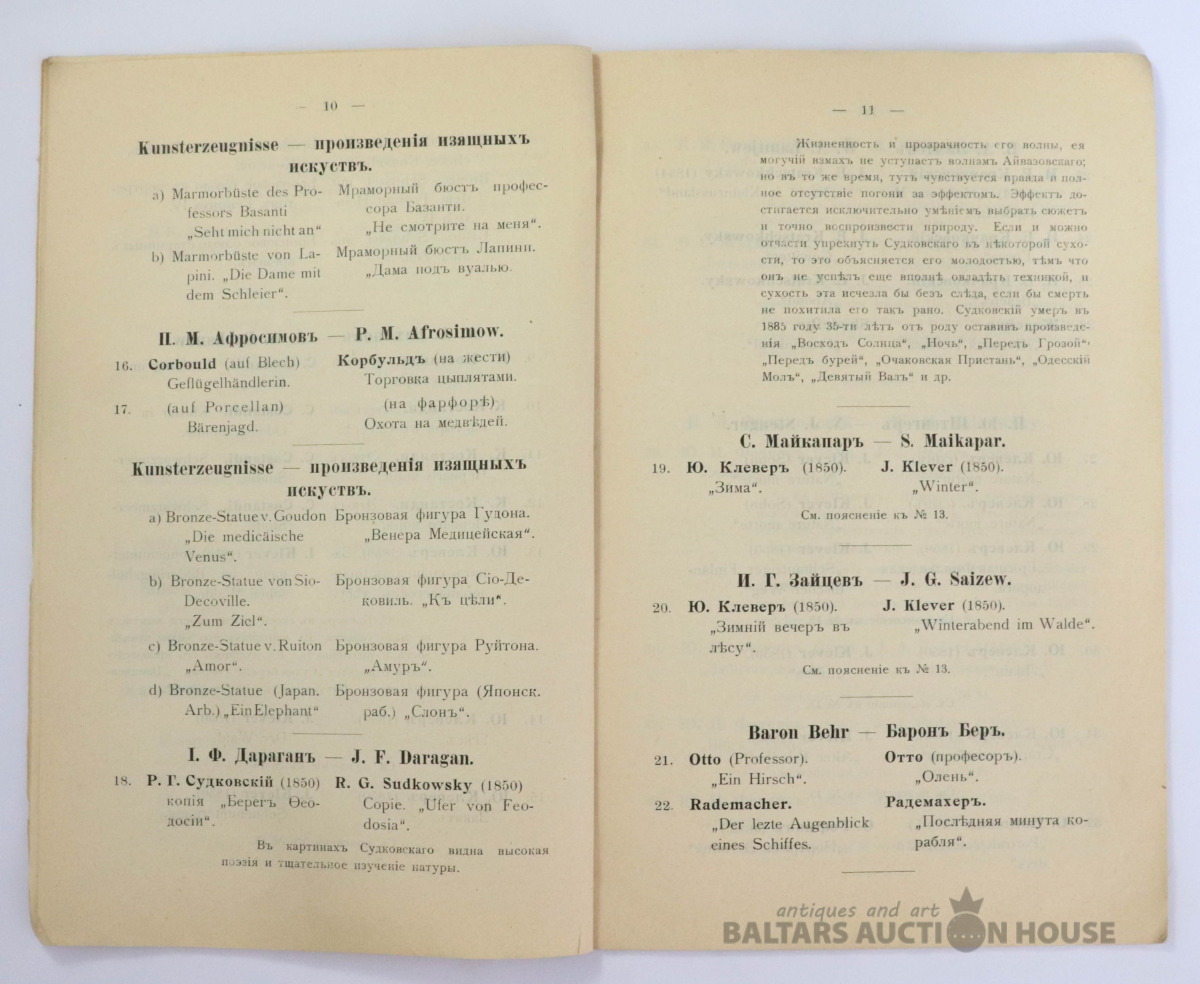 — 10 —
Kunsterzeugnisse — произведенія изящныхъ
искуствъ.
a) Marmorbüste des Pro- Мраморный бюстъ профес-
fessors Basanti сора Базанти.
„Seht mich nicht an“ „Не смотрите на меня“.
b) Marmorbüste von La- Мраморный бюстъ Лапини.
pini. „Die Dame mit „Дама подъ вуалью.
dem Schleier“.
П. М. Афросимовъ — P. M. Afrosimow.
16. Corbould (auf Blech) Корбульдъ (на жести)
Geflügelhändlerin. Торговка цыплятами.
17. (auf Porcellan) (на фарфорѣ)
Bärenjagd. Охота на медвѣдей.
Kunsterzeugnisse — произведенія изящныхъ
искуствъ.
a) Bronze-Statue v. Goudon Бронзовая фигура Гудона.
„Die medicäische „Венера Медицейская“.
Venus“.
b) Bronze-Statue von Sio- Бронзовая фигура Сіо-Де-
Decoville. ковиль. „Къ цѣли“.
„Zum Ziel“.
c) Bronze-Statue v. Ruiton Бронзовая фигура Руйтона.
„Amor“. „Амуръ“.
d) Bronze-Statue (Japan. Бронзовая фигура (Японск.
Arb.) „Ein Elephant“ раб.) „Слонъ“.
І. Ф. Дараганъ — J. F. Daragan.
18. Р. Г. Судковскій (1850) R. G. Sudkowsky (1850)
копія „Берегъ Ѳео- Copie. „Ufer von Feo-
досіи“. dosia“.
Въ картинахъ Судковскаго видна высокая
поэзія и тщательное изученіе натуры.
— 11 —
Жизненность и прозрачность его волны, ея
могучій взмахъ не уступаетъ волнамъ Айвазовскаго;
но въ то же время, тутъ чувствуется правда и пол-
ное отсутствіе погони за эффектомъ. Эффектъ до-
стигается исключительно умѣніемъ выбрать сюжетъ
и точно воспроизвести природу. Если и можно
отчасти упрекнуть Судковскаго въ нѣкоторой сухо-
сти, то это объясняется его молодостью, тѣмъ что
онъ не успѣлъ еще вполнѣ овладѣть техникой, и
сухость эта исчезла бы безъ слѣда, если бы смерть
не похитила его такъ рано. Судковскій умеръ въ
1885 году 35-ти лѣтъ отъ роду оставивъ произведе-
нія „Восходъ Солнца“, „Ночь“, „Передъ Грозой“
„Передъ бурей“, „Очаковская Пристань“, „Одесскій
Молъ“, „Девятый Валъ“ и др.
С. Майкапаръ — S. Maikapar.
19. Ю. Клеверъ (1850). J. Klever (1850).
„Зима“. „Winter“.
См. поясненіе къ № 13.
И. Г. Зайцевъ — J. G. Saizew.
20. Ю. Клеверъ (1850). J. Klever (1850).
„Зимній вечеръ въ „Winterabend im Walde“.
лѣсу“.
См. поясненіе къ № 13.
Baron Behr — Баронъ Беръ.
21. Otto (Professor). Отто (професоръ).
„Ein Hirsch“. „Олень“.
22. Rademacher. Радемахеръ.
„Der lezte Augenblick „Послѣдняя минута ко-
eines Schiffes. рабля“.
antiques and art
BALTARS AUCTION HOUSE